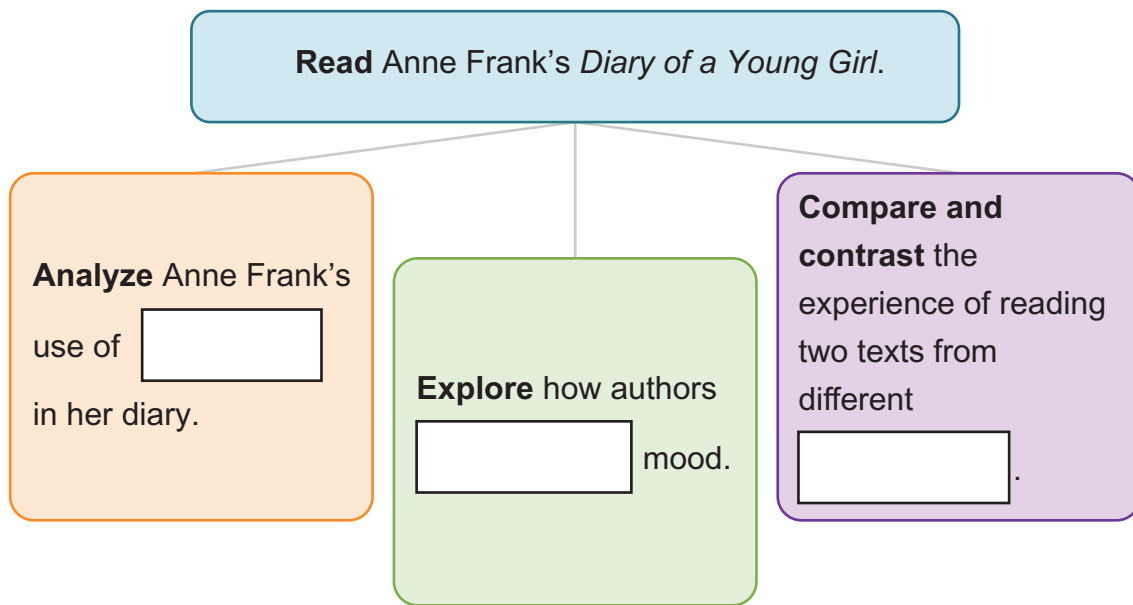 Read Anne Frank’s Diary of a Young Girl.
Analyze Anne Frank’s
use of
in her diary.
Explore how authors
mood.
Compare and
contrast the
experience of reading
two texts from
different
.